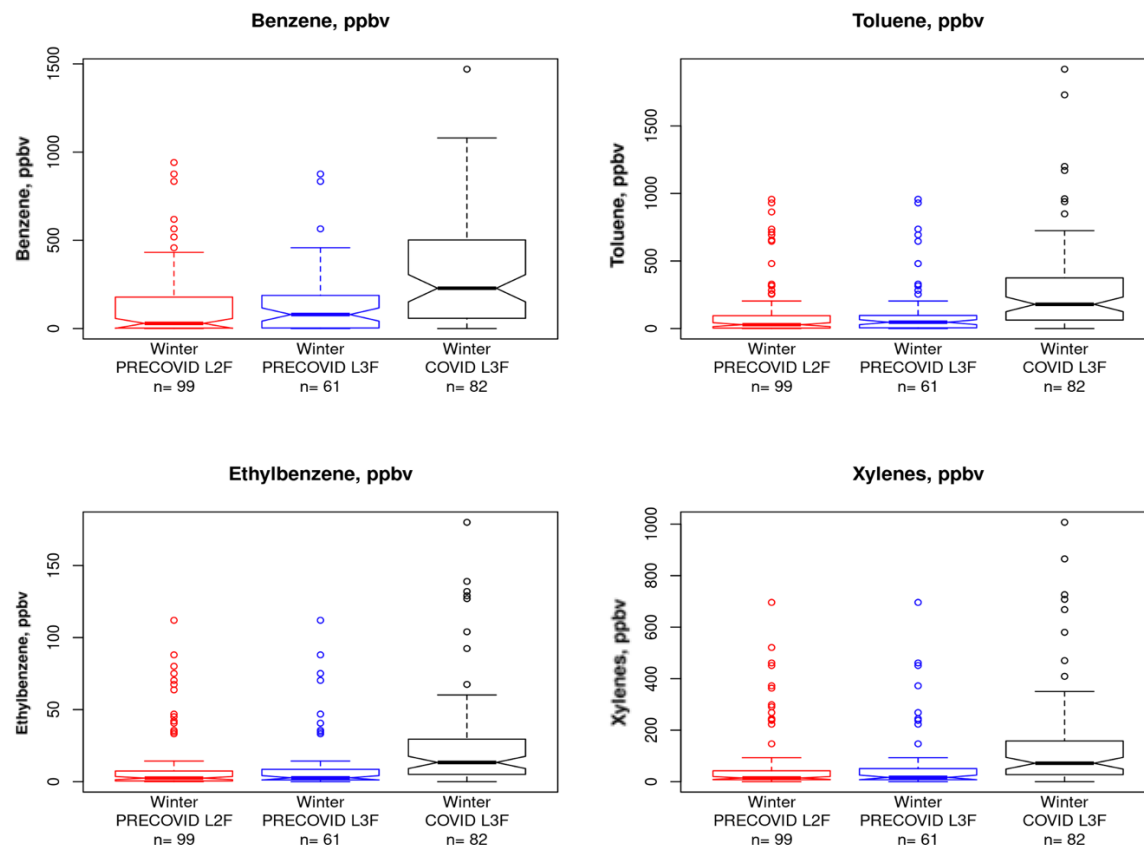 Benzene, ppbv
Benzene, ppbv
1500
1000
500
0
Winter
PRECOVID L2F
n= 99
Winter
PRECOVID L3F
n= 61
Winter
COVID L3F
n= 82
Toluene, ppbv
Toluene, ppbv
1500
1000
500
0
Winter
PRECOVID L2F
n= 99
Winter
PRECOVID L3F
n= 61
Winter
COVID L3F
n= 82
Ethylbenzene, ppbv
Ethylbenzene, ppbv
150
100
50
0
Winter
PRECOVID L2F
n= 99
Winter
PRECOVID L3F
n= 61
Winter
COVID L3F
n= 82
Xylenes, ppbv
Xylenes, ppbv
1000
800
600
400
200
0
Winter
PRECOVID L2F
n= 99
Winter
PRECOVID L3F
n= 61
Winter
COVID L3F
n= 82